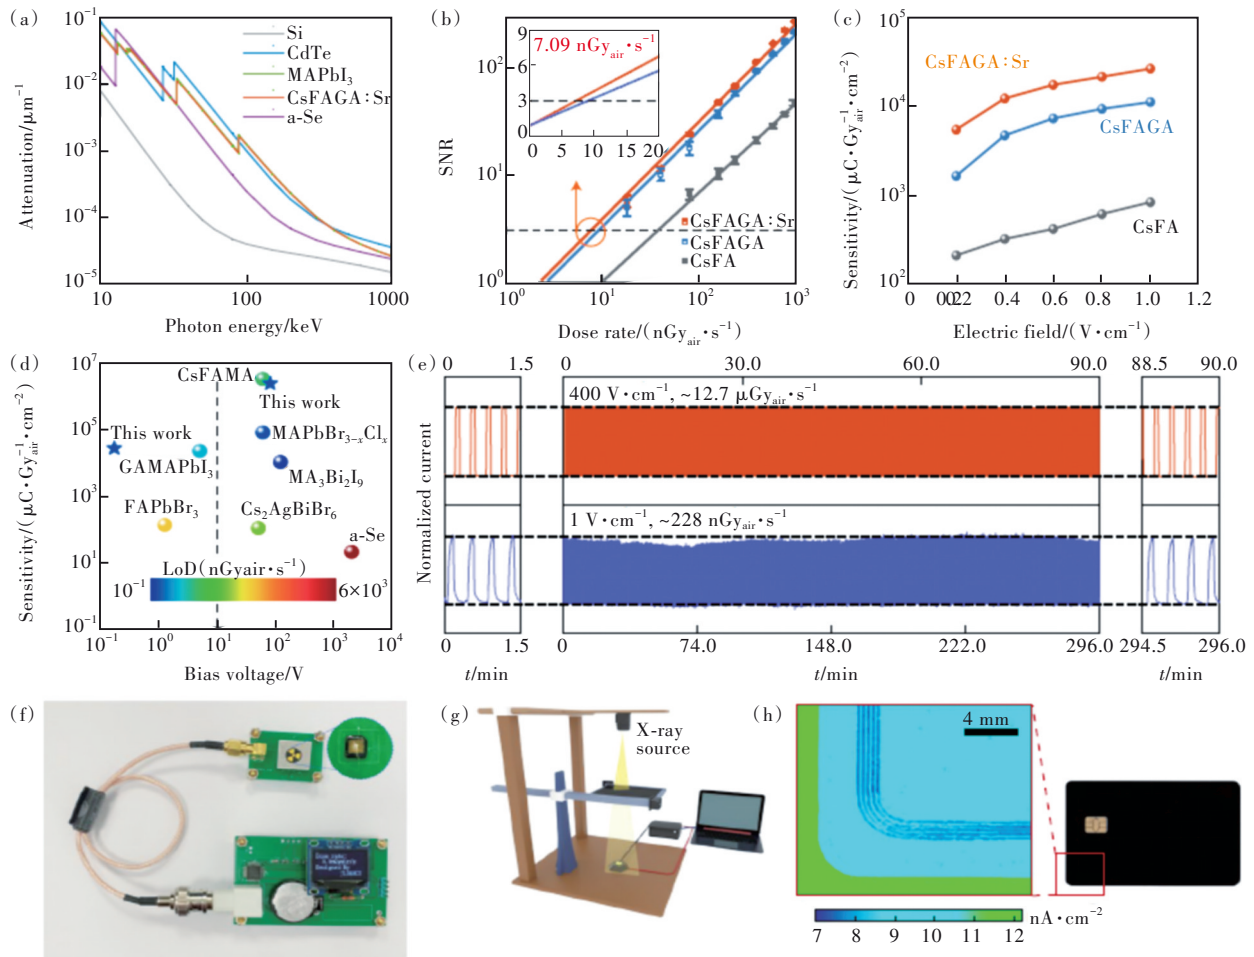 (a)
10⁻¹
10⁻²
10⁻³
10⁻⁴
10⁻⁵
Attenuation/μm⁻¹
Si
CdTe
MAPbI₃
CsFAGA:Sr
a-Se
10
100
1000
Photon energy/keV
(b)
SNR
10²
10¹
10⁰
9
6
3
0
7.09 nGy_air·s⁻¹
0
5
10
15
20
CsFAGA:Sr
CsFAGA
CsFA
10⁰
10¹
10²
10³
Dose rate/(nGy_air·s⁻¹)
(c)
Sensitivity/(μC·Gy_air⁻¹·cm⁻²)
10⁵
10⁴
10³
10²
CsFAGA:Sr
CsFAGA
CsFA
0
0.2
0.4
0.6
0.8
1.0
1.2
Electric field/(V·cm⁻¹)
(d)
Sensitivity/(μC·Gy_air⁻¹·cm⁻²)
10⁷
10⁵
10³
10¹
10⁻¹
CsFAMA
This work
This work
MAPbBr₃₋ₓClₓ
GAMAPbI₃
MA₃Bi₂I₉
FAPbBr₃
Cs₂AgBiBr₆
a-Se
LoD(nGyair·s⁻¹)
10⁻¹
6×10³
10⁻¹
10⁰
10¹
10²
10³
10⁴
Bias voltage/V
(e)
0
1.5
0
30.0
60.0
90.0
88.5
90.0
Normalized current
400 V·cm⁻¹, ~12.7 μGy_air·s⁻¹
1 V·cm⁻¹, ~228 nGy_air·s⁻¹
0
1.5
0
74.0
148.0
222.0
296.0
294.5
296.0
t/min
t/min
t/min
(f)
(g)
X-ray
source
(h)
4 mm
7
8
9
10
11
12
nA·cm⁻²